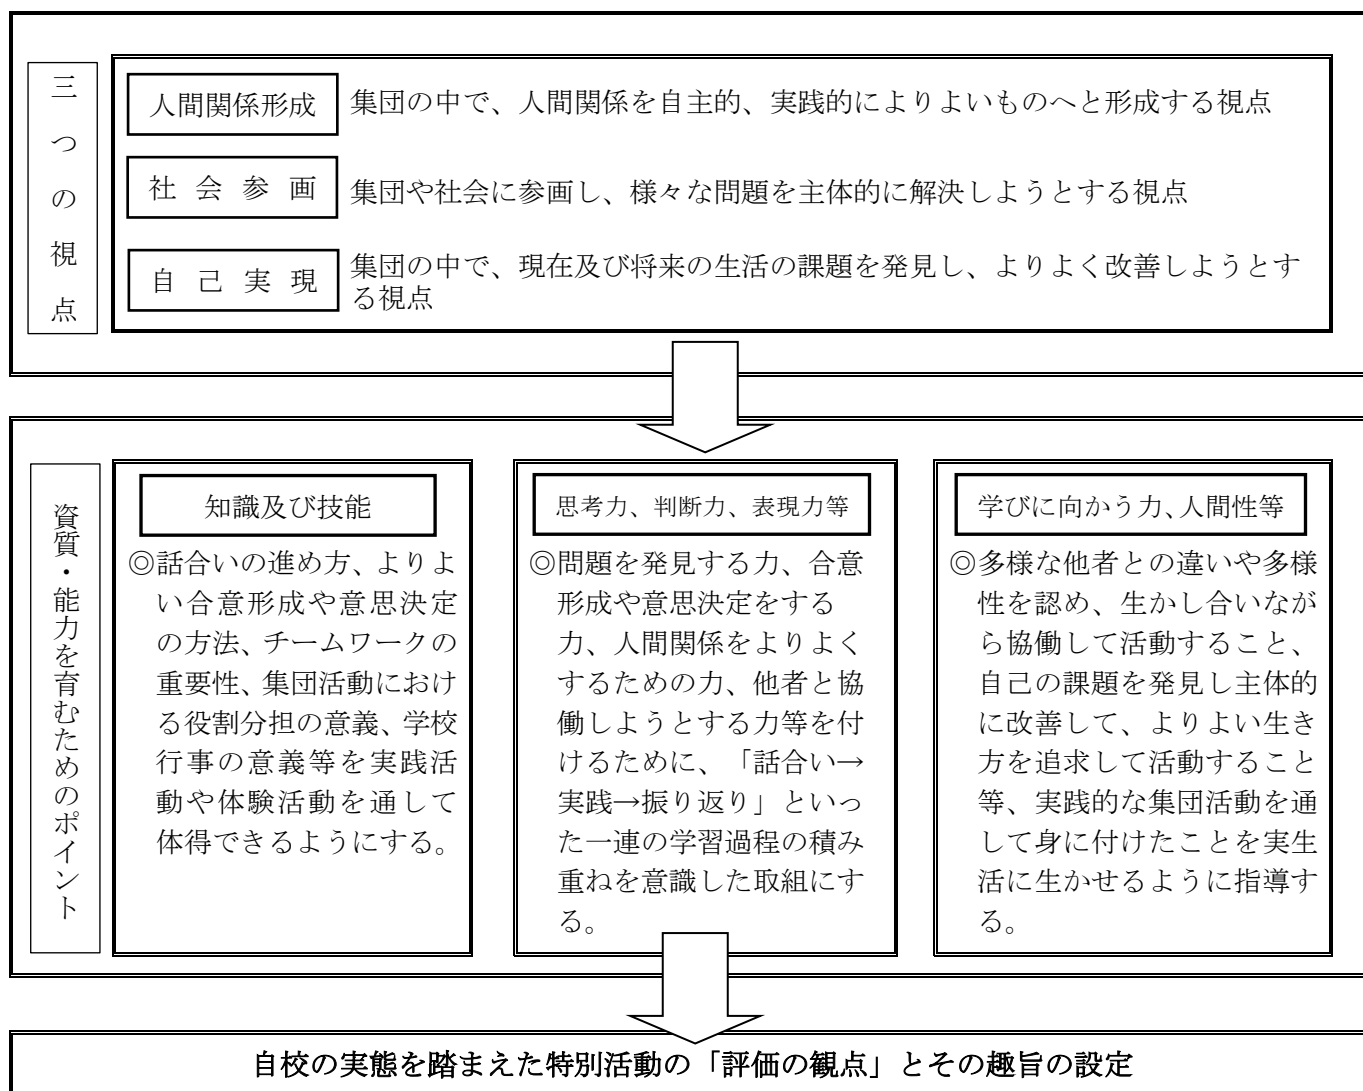 三つの視点
人間関係形成
集団の中で、人間関係を自主的、実践的によりよいものへと形成する視点
社会参画
集団や社会に参画し、様々な問題を主体的に解決しようとする視点
自己実現
集団の中で、現在及び将来の生活の課題を発見し、よりよく改善しようとす
る視点
資質・能力を育むためのポイント
知識及び技能
◎話合いの進め方、よりよ
い合意形成や意思決定
の方法、チームワークの
重要性、集団活動におけ
る役割分担の意義、学校
行事の意義等を実践活
動や体験活動を通して
体得できるようにする。
思考力、判断力、表現力等
◎問題を発見する力、合意
形成や意思決定をする
力、人間関係をよりよく
するための力、他者と協
働しようとする力等を付
けるために、「話合い→
実践→振り返り」といっ
た一連の学習過程の積み
重ねを意識した取組にす
る。
学びに向かう力、人間性等
◎多様な他者との違いや多様
性を認め、生かし合いなが
ら協働して活動すること、
自己の課題を発見し主体的
に改善して、よりよい生き
方を追求して活動すること
等、実践的な集団活動を通
して身に付けたことを実生
活に生かせるように指導す
る。
自校の実態を踏まえた特別活動の「評価の観点」とその趣旨の設定